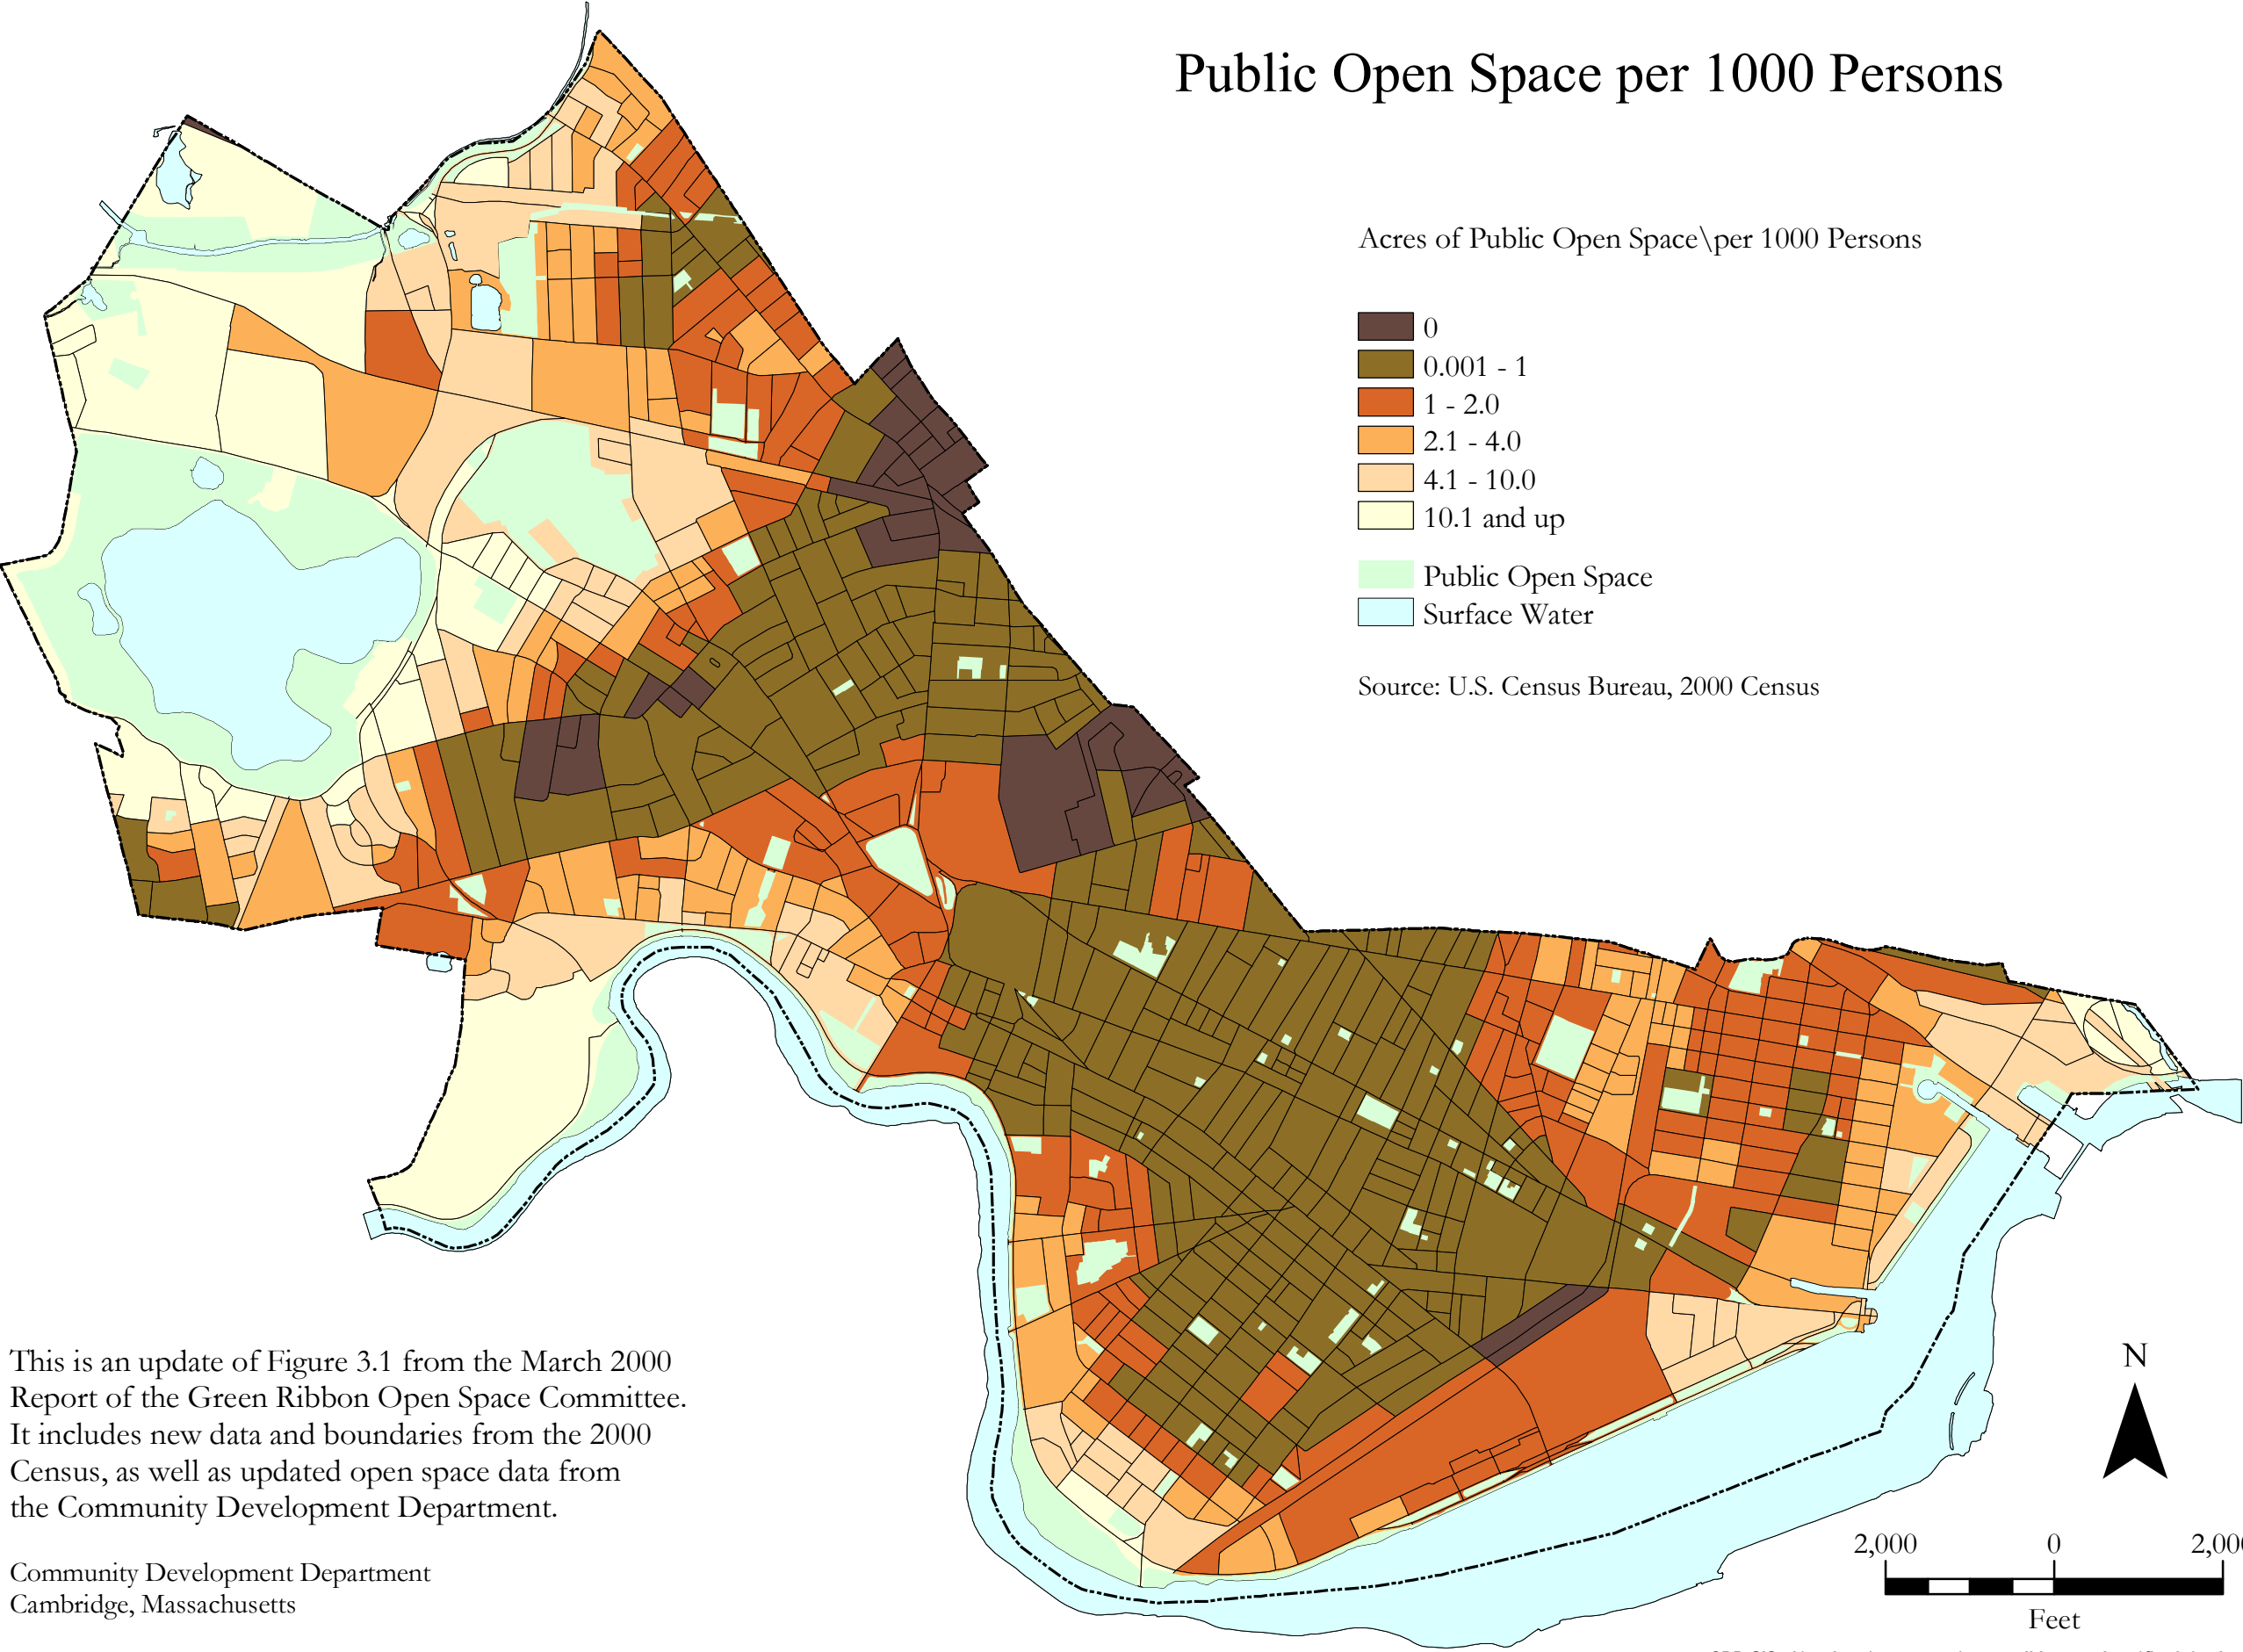 Public Open Space per 1000 Persons
Acres of Public Open Space\per 1000 Persons
0
0.001 - 1
1 - 2.0
2.1 - 4.0
4.1 - 10.0
10.1 and up
Public Open Space
Surface Water
Source: U.S. Census Bureau, 2000 Census
This is an update of Figure 3.1 from the March 2000
Report of the Green Ribbon Open Space Committee.
It includes new data and boundaries from the 2000
Census, as well as updated open space data from
the Community Development Department.
Community Development Department
Cambridge, Massachusetts
N
2,000 0 2,00
Feet